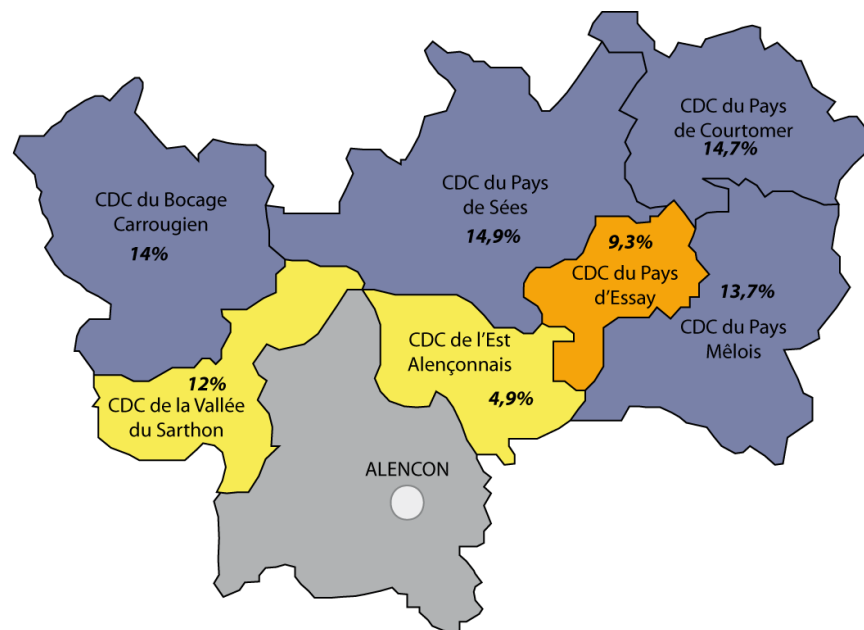 CDC du Pays
de Courtomer
14,7%
CDC du Bocage
Carrougien
14%
CDC du Pays
de Sées
14,9%
9,3%
CDC du Pays
d'Essay
13,7%
CDC du Pays
Mêlois
CDC de l'Est
Alençonnais
4,9%
12%
CDC de la Vallée
du Sarthon
ALENCON